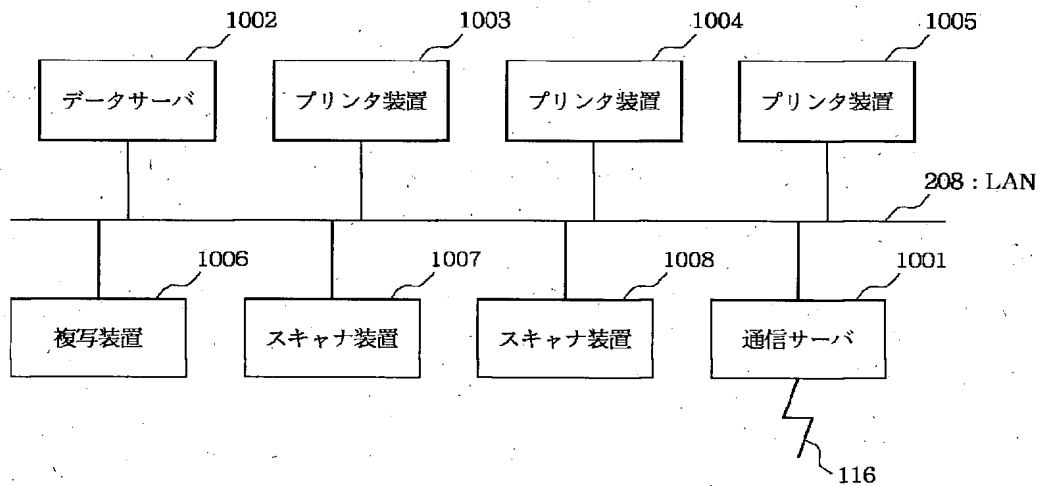 1002
1003
1004
1005
データサーバ
プリンタ装置
プリンタ装置
プリンタ装置
208 : LAN
1006
1007
1008
1001
複写装置
スキャナ装置
スキャナ装置
通信サーバ
116